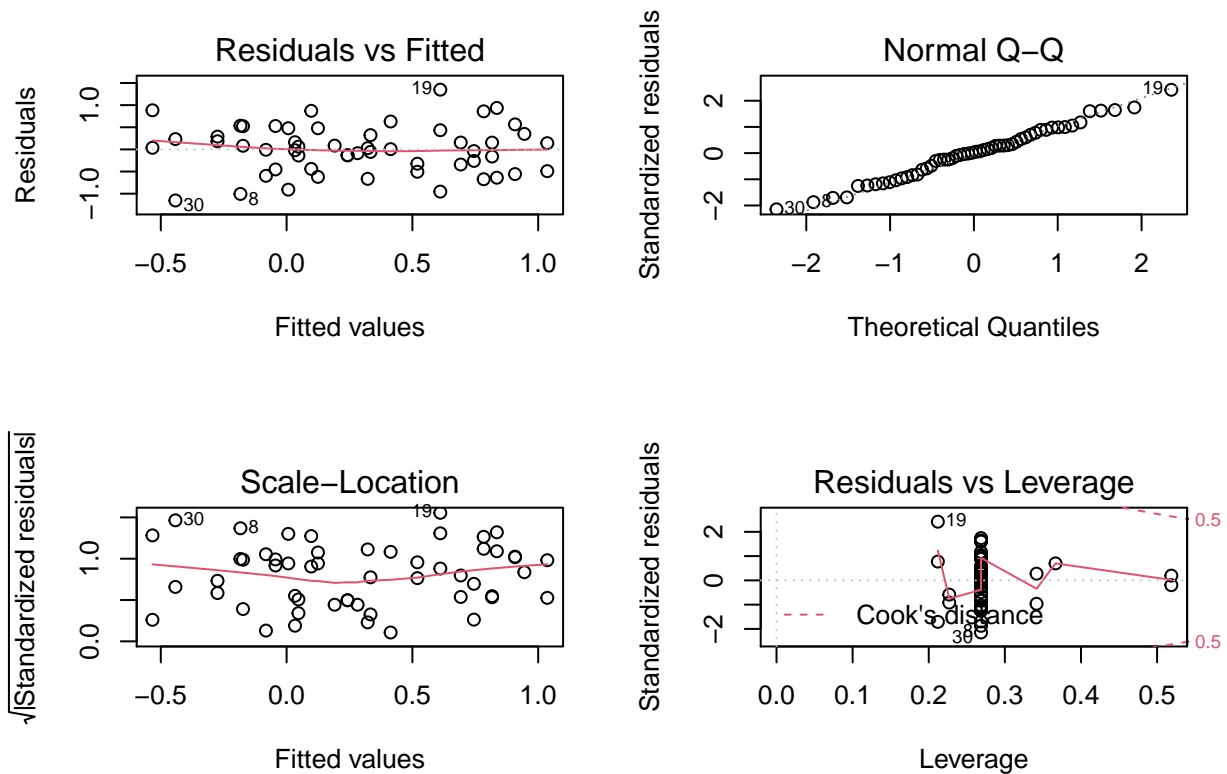 Residuals vs Fitted
Residuals
1.0
−1.0
19
30
8
−0.5 0.0 0.5 1.0
Fitted values
Normal Q−Q
Standardized residuals
2
0
−2
19
30
8
−2 −1 0 1 2
Theoretical Quantiles
Scale−Location
√|Standardized residuals|
1.0
0.0
30
8
19
−0.5 0.0 0.5 1.0
Fitted values
Residuals vs Leverage
Standardized residuals
2
0
−2
19
8
30
Cook's distance
0.5
0.5
0.0 0.1 0.2 0.3 0.4 0.5
Leverage